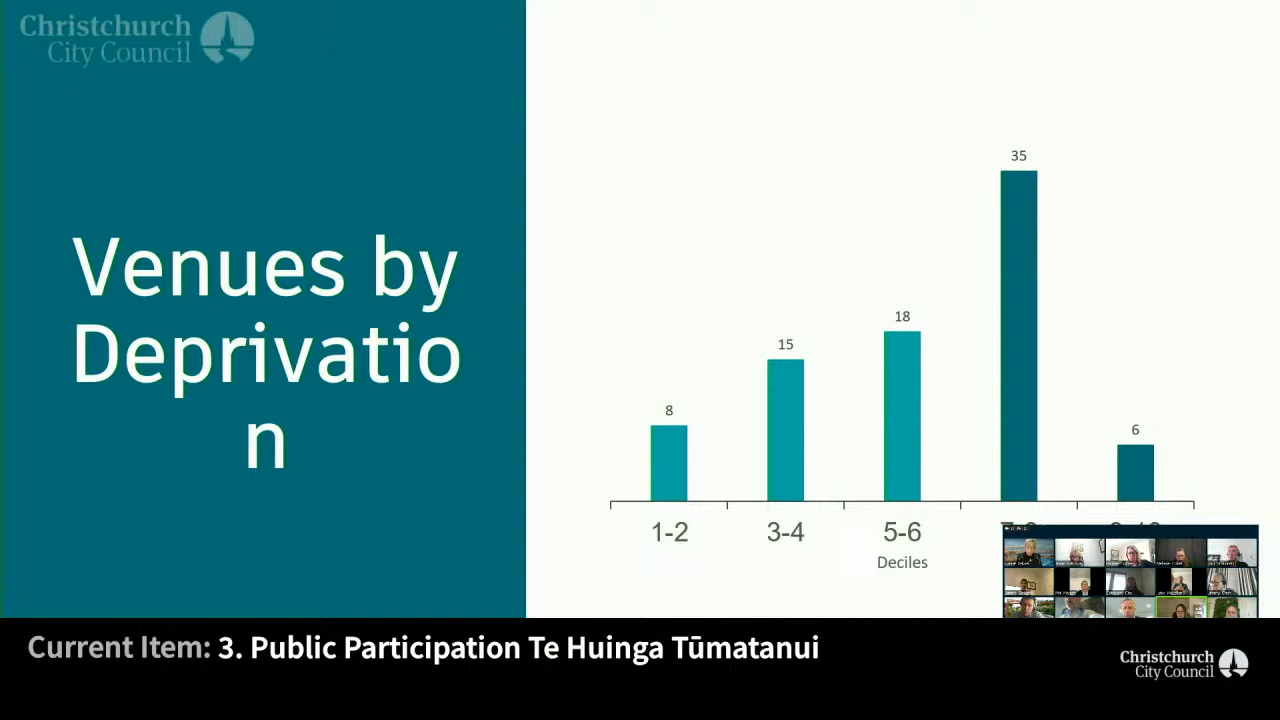 Christchurch
City Council
Venues by
Deprivatio
n
35
18
15
8
6
1-2
3-4
5-6
Deciles
Current Item: 3. Public Participation Te Huinga Tūmatanui
Christchurch
City Council